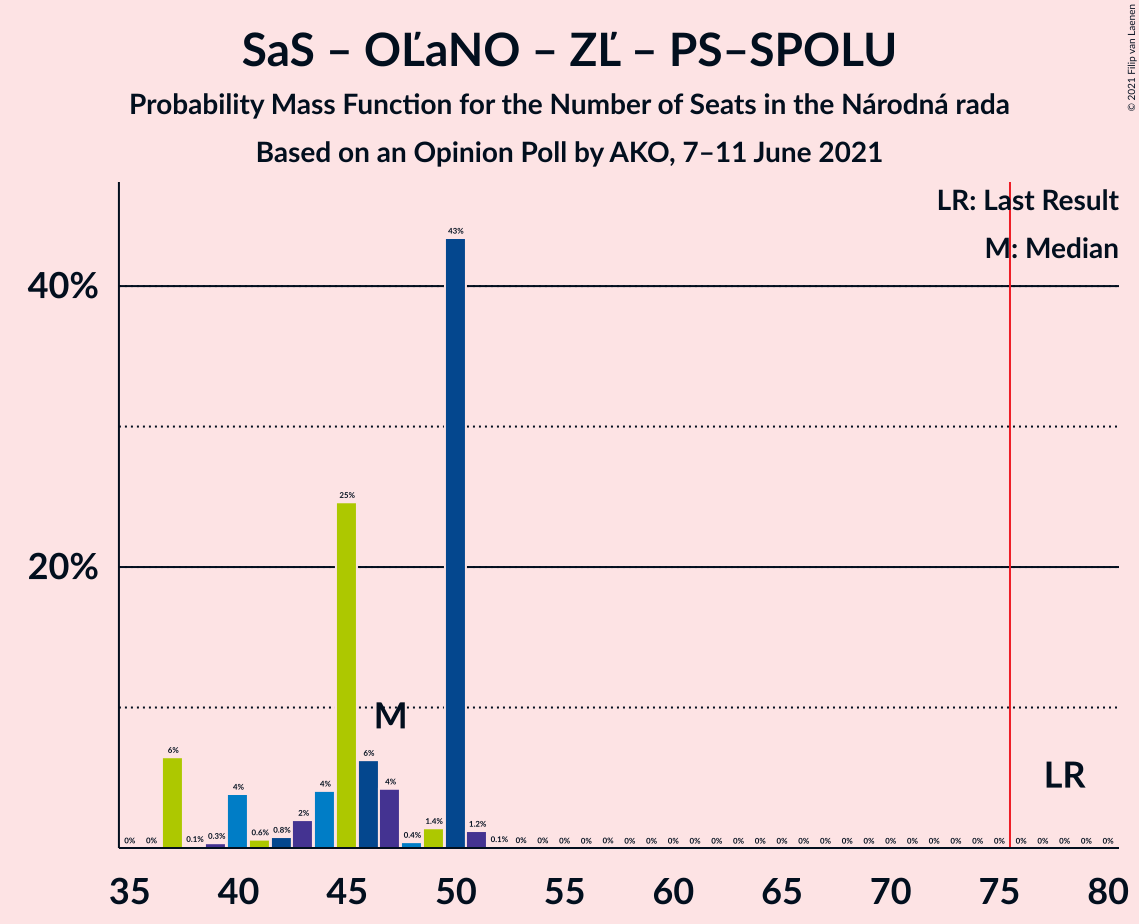 SaS – OĽaNO – ZĽ – PS–SPOLU
Probability Mass Function for the Number of Seats in the Národná rada
Based on an Opinion Poll by AKO, 7–11 June 2021
© 2021 Filip van Laenen
LR: Last Result
M: Median
43%
40%
25%
20%
M
6% 6%
LR
4% 4% 4%
0% 0% 0.1% 0.3% 0.6% 0.8% 2% 0.4% 1.4% 1.2% 0.1% 0% 0% 0% 0% 0% 0% 0% 0% 0% 0% 0% 0% 0% 0% 0% 0% 0% 0% 0% 0% 0% 0% 0% 0% 0% 0% 0% 0%
35 40 45 50 55 60 65 70 75 80